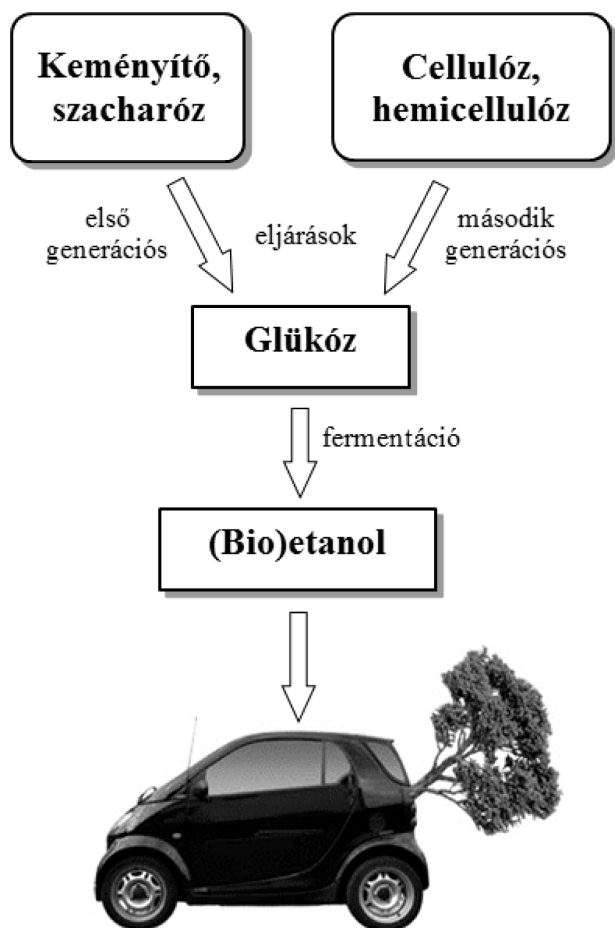 Keményítő,
szacharóz
Cellulóz,
hemicellulóz
első
generációs
eljárások
második
generációs
Glükóz
fermentáció
(Bio)etanol